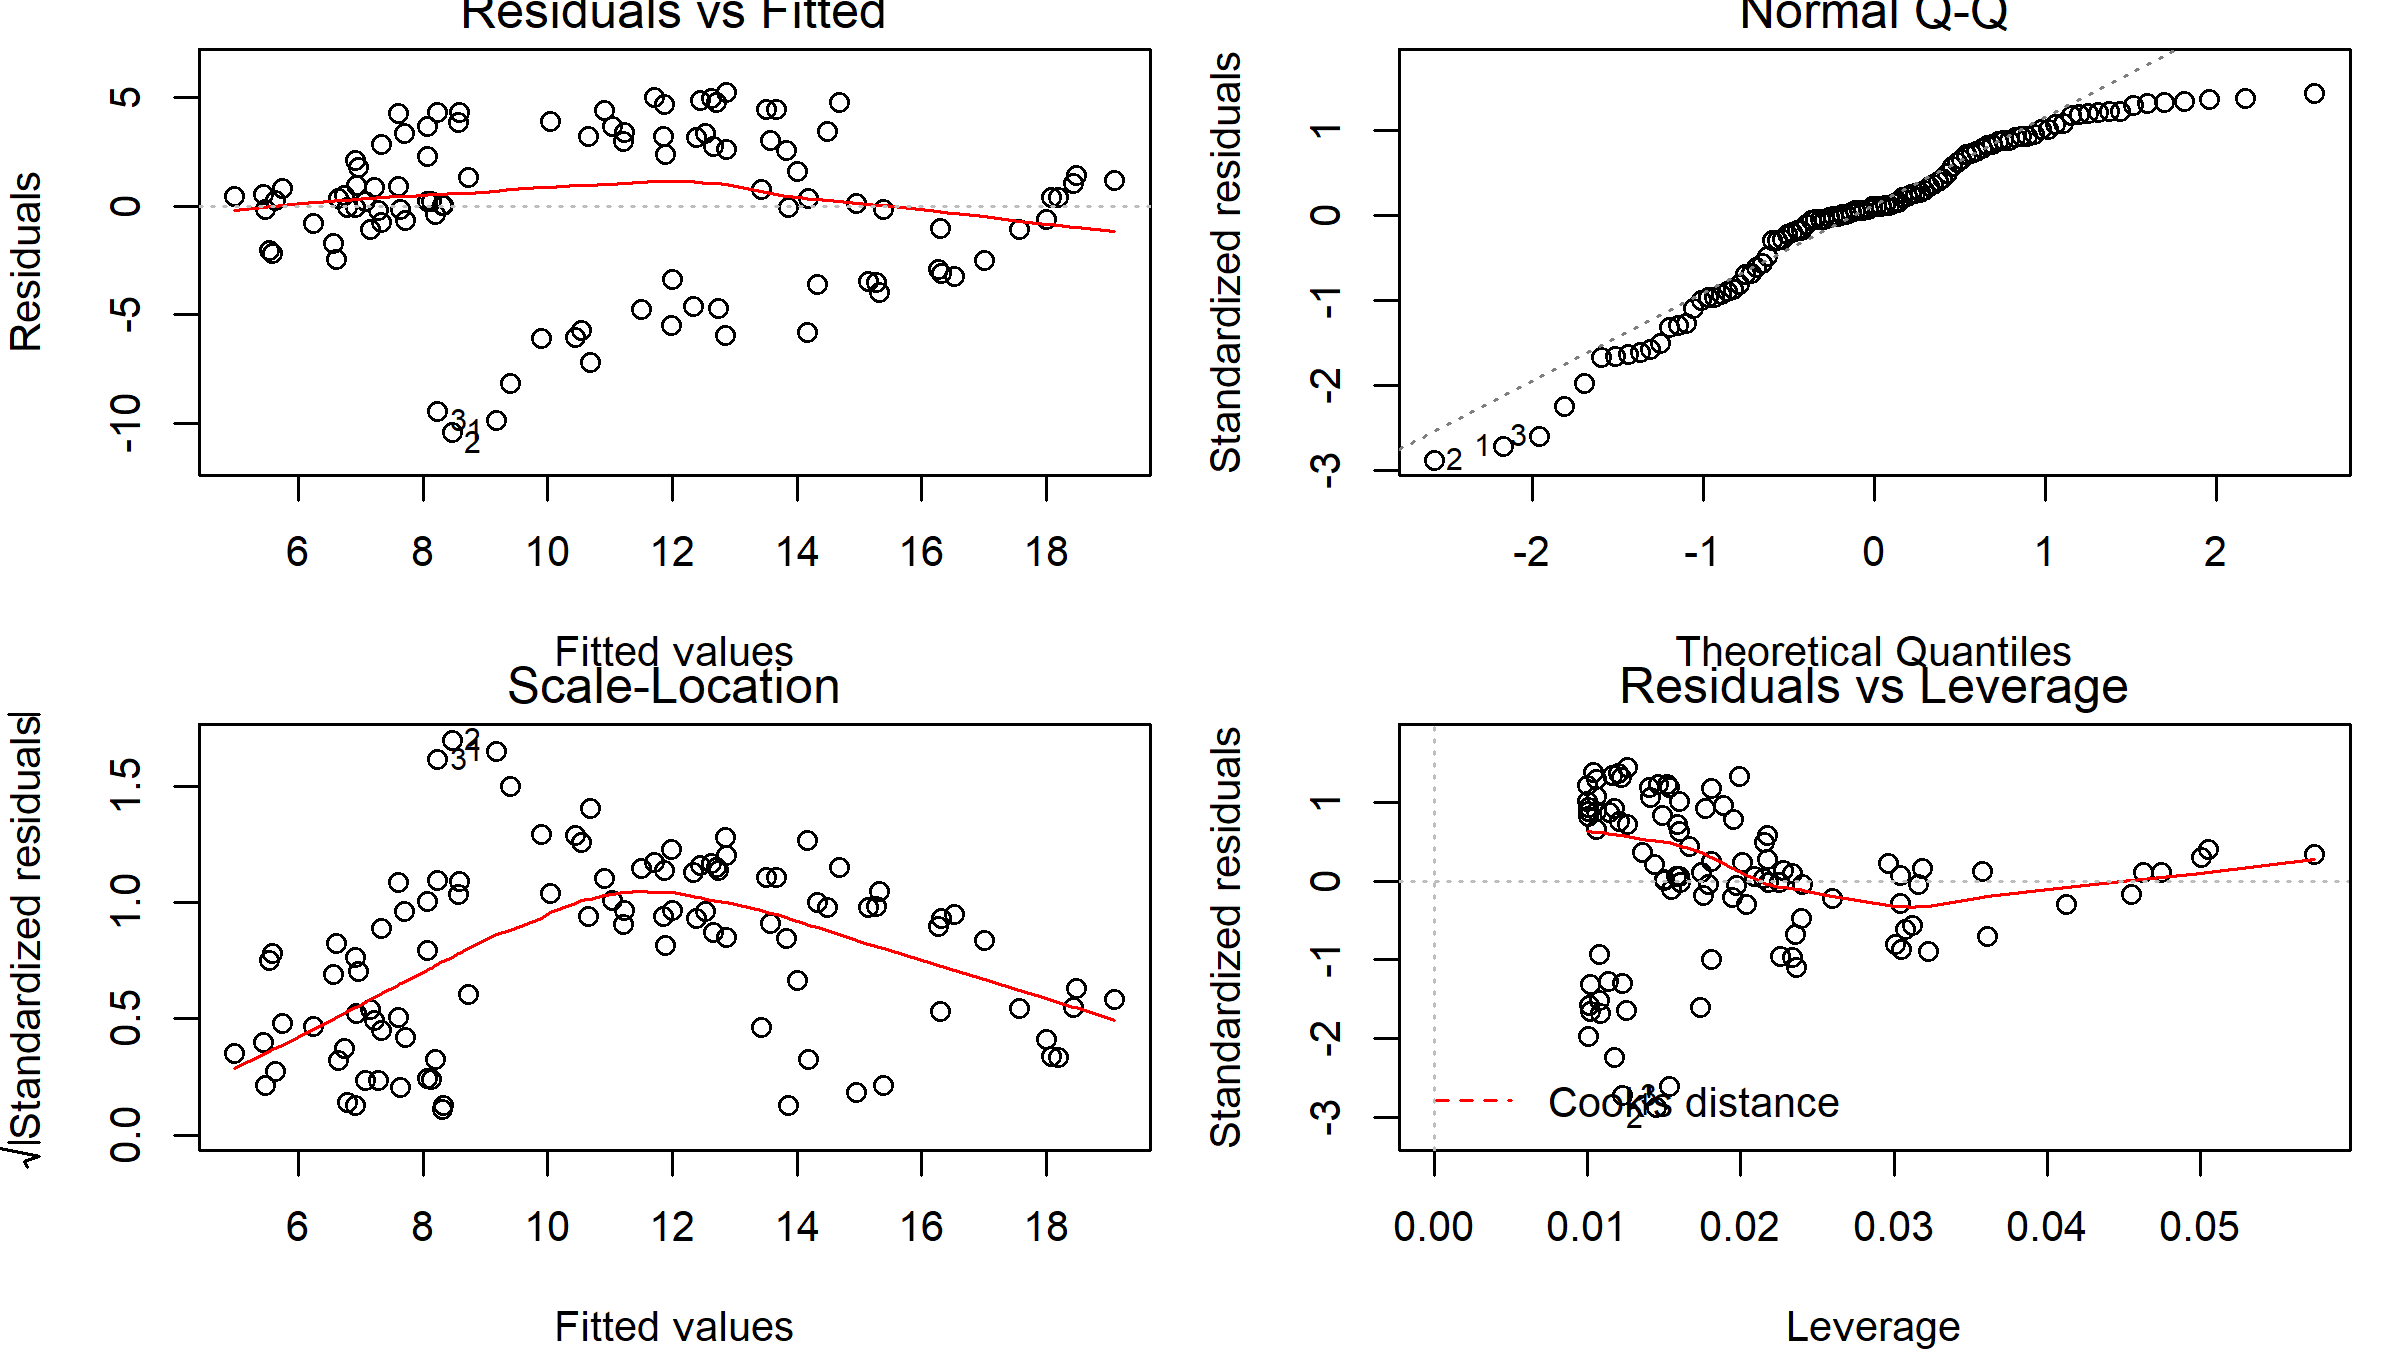 Residuals vs Fitted
Residuals
5
0
-5
-10
3
1
2
6 8 10 12 14 16 18
Fitted values
Normal Q-Q
Standardized residuals
1
0
-1
-2
-3
2
1
3
-2 -1 0 1 2
Theoretical Quantiles
Scale-Location
√|Standardized residuals|
1.5
1.0
0.5
0.0
2
3
1
6 8 10 12 14 16 18
Fitted values
Residuals vs Leverage
Standardized residuals
1
0
-1
-2
-3
Cook's distance
2
0.00 0.01 0.02 0.03 0.04 0.05
Leverage